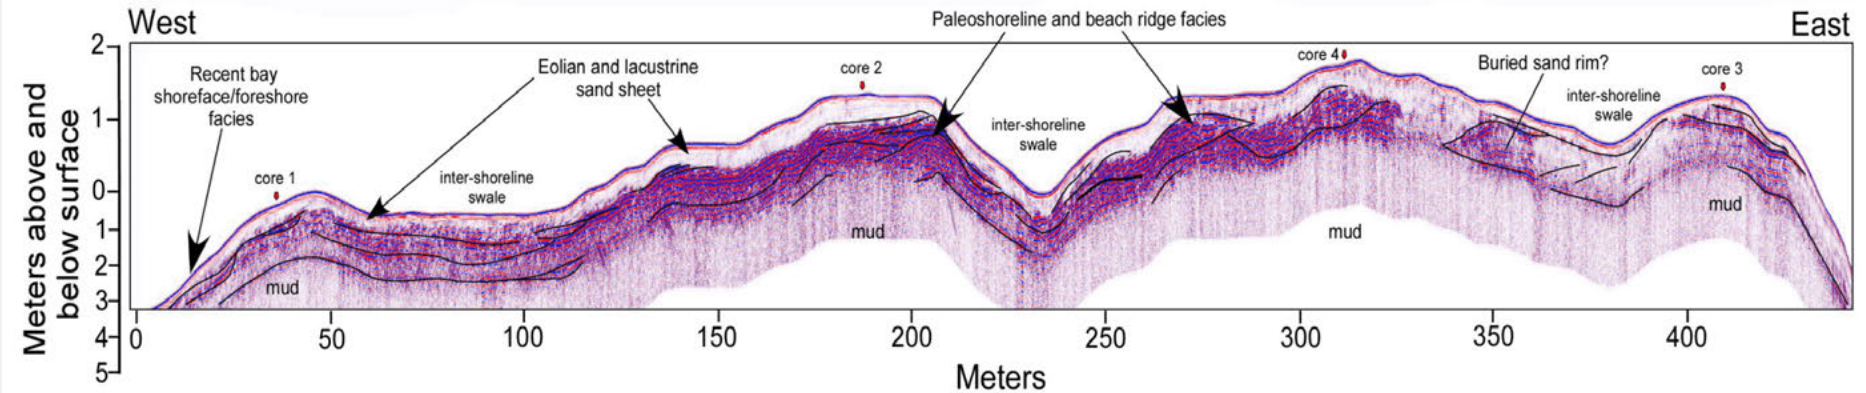 West
East
Paleoshoreline and beach ridge facies
Recent bay
shoreface/foreshore
facies
Eolian and lacustrine
sand sheet
core 2
core 4
Buried sand rim?
core 3
inter-shoreline
swale
inter-shoreline
swale
core 1
inter-shoreline
swale
mud
mud
mud
mud
Meters above and
below surface
2
1
0
1
2
3
4
5
0 50 100 150 200 250 300 350 400
Meters